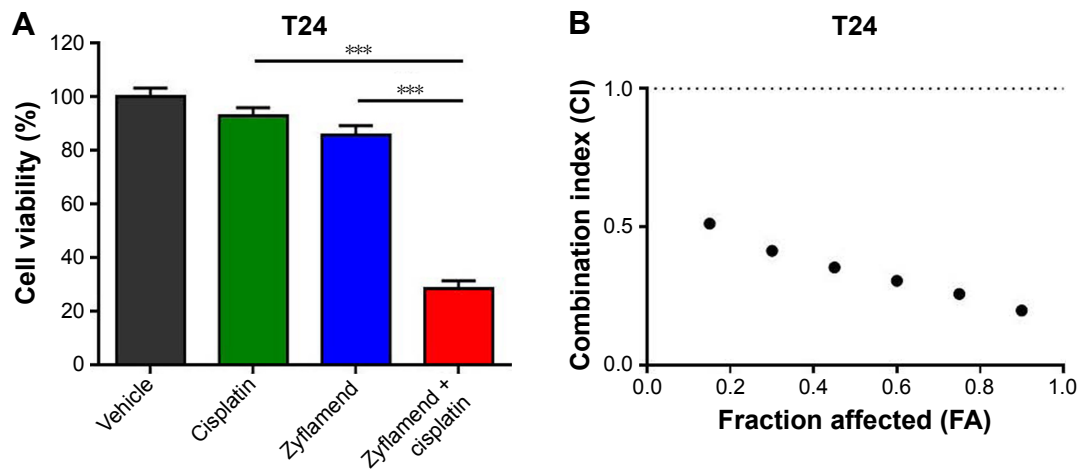 A
T24
120
100
80
60
40
20
0
Cell viability (%)
***
***
Vehicle
Cisplatin
Zyflamend
Zyflamend +
cisplatin
B
T24
1.0
0.5
0.0
Combination index (CI)
0.0 0.2 0.4 0.6 0.8 1.0
Fraction affected (FA)